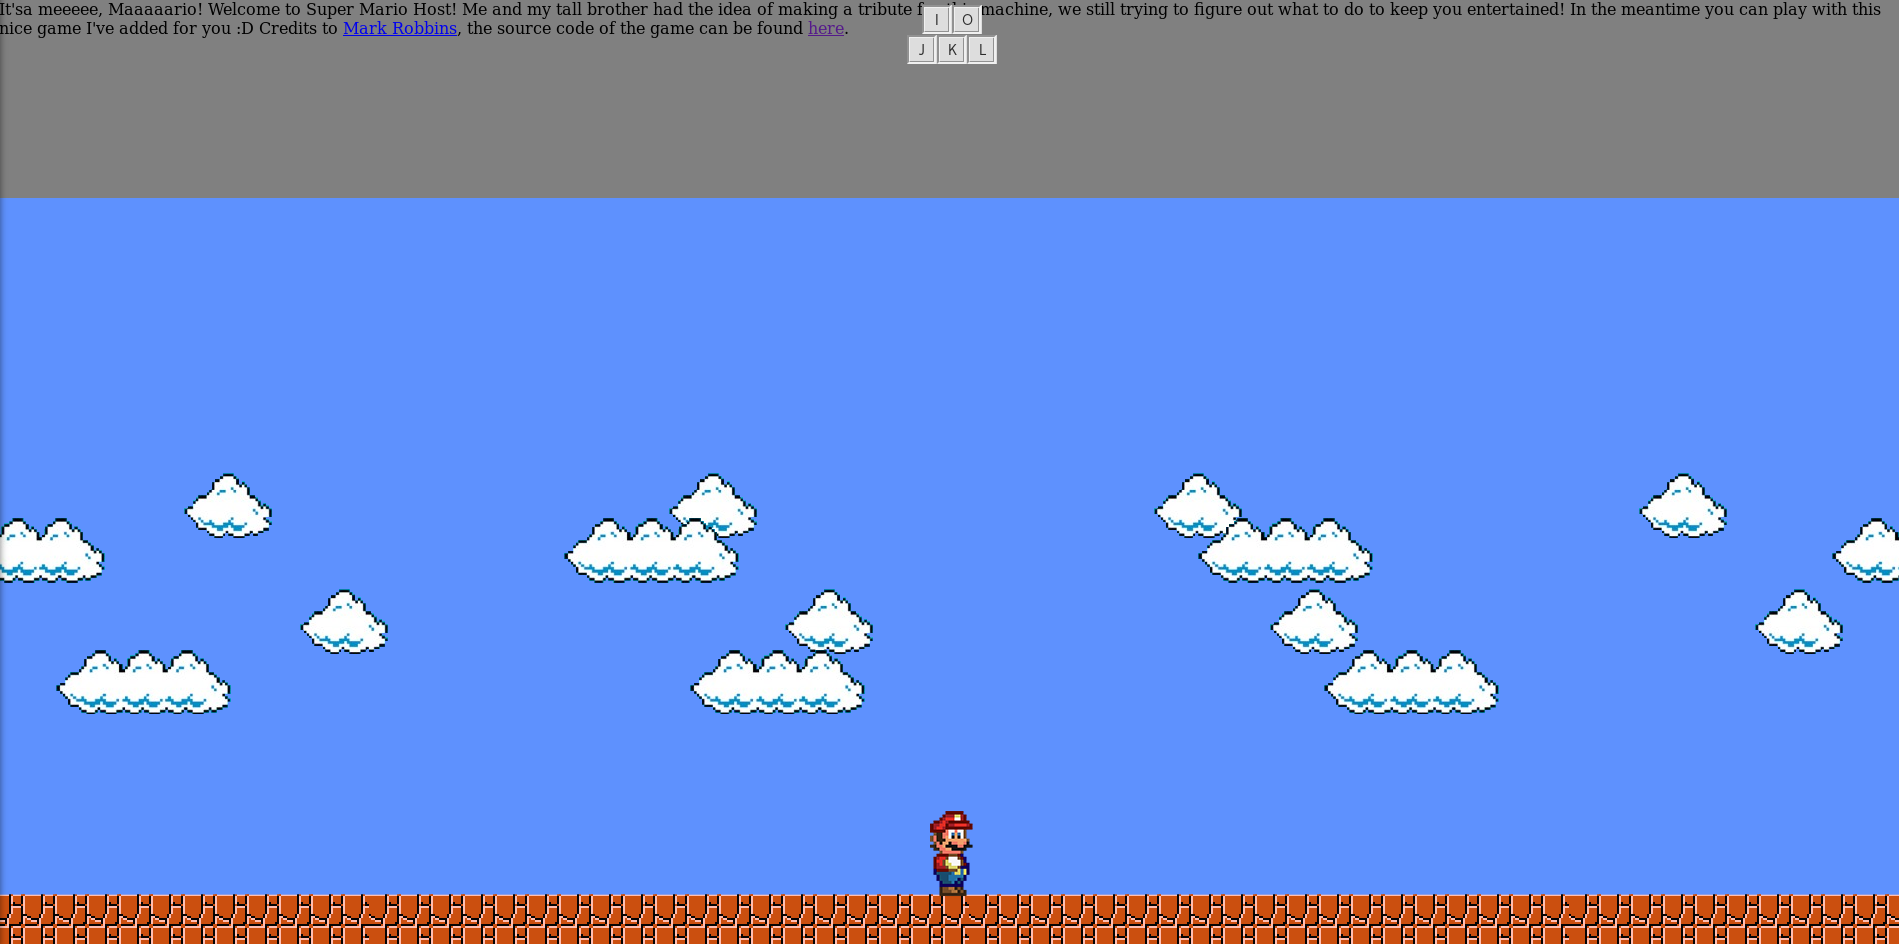 It'sa meeeee, Maaaaario! Welcome to Super Mario Host! Me and my tall brother had the idea of making a tribute machine, we still trying to figure out what to do to keep you entertained! In the meantime you can play with this
nice game I've added for you :D Credits to Mark Robbins, the source code of the game can be found here.
I O
J K L